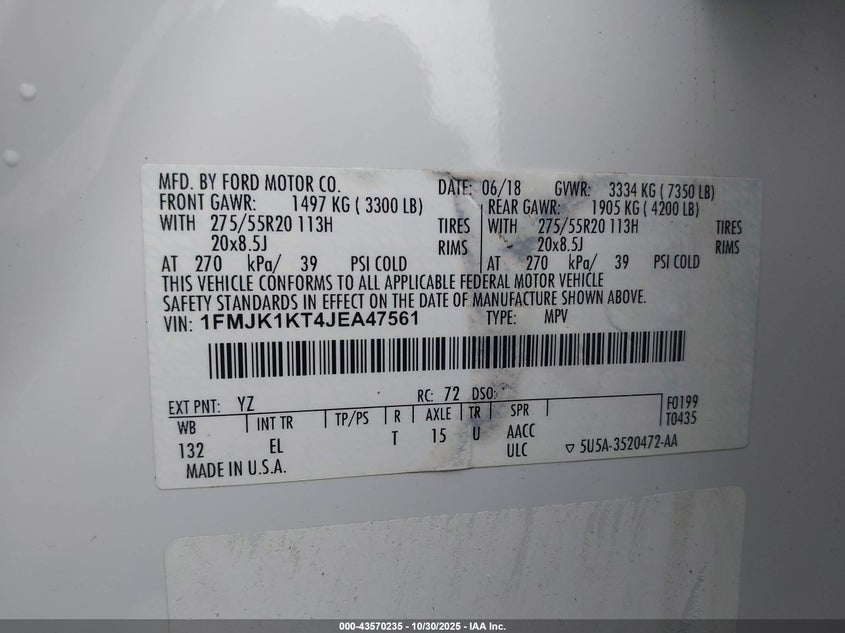 MFD. BY FORD MOTOR CO. DATE: 06/18 GVWR: 3334 KG ( 7350 LB)
FRONT GAWR: 1497 KG ( 3300 LB) REAR GAWR: 1905 KG ( 4200 LB)
WITH 275/55R20 113H TIRES WITH 275/55R20 113H TIRES
20x8.5J RIMS 20x8.5J RIMS
AT 270 kPa/ 39 PSI COLD AT 270 kPa/ 39 PSI COLD
THIS VEHICLE CONFORMS TO ALL APPLICABLE FEDERAL MOTOR VEHICLE
SAFETY STANDARDS IN EFFECT ON THE DATE OF MANUFACTURE SHOWN ABOVE.
VIN: 1FMJK1KT4JEA47561 TYPE: MPV
EXT PNT: YZ RC: 72 DSO: F0199
WB INT TR TP/PS R AXLE TR SPR T0435
132 EL T 15 U AACC
ULC ▽ 5U5A-3520472-AA
MADE IN U.S.A.
000-43570235 - 10/30/2025 - IAA Inc.